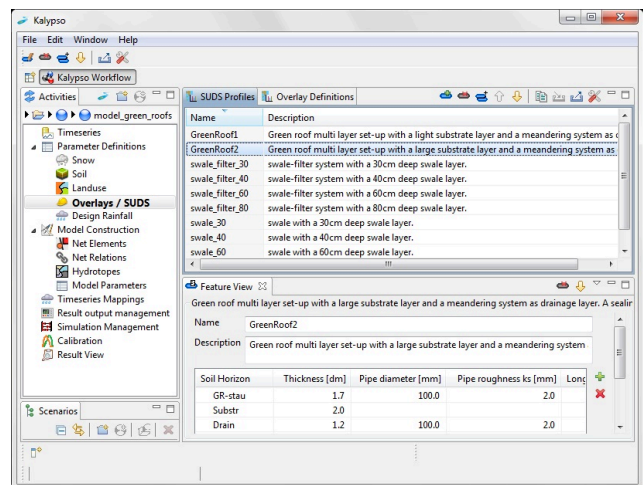 Kalypso
File Edit Window Help
Kalypso Workflow
Activities
model_green_roofs
Timeseries
Parameter Definitions
Snow
Soil
Landuse
Overlays / SUDS
Design Rainfall
Model Construction
Net Elements
Net Relations
Hydrotopes
Model Parameters
Timeseries Mappings
Result output management
Simulation Management
Calibration
Result View
Scenarios
SUDS Profiles Overlay Definitions
Name Description
GreenRoof1 Green roof multi layer set-up with a light substrate layer and a meandering system as
GreenRoof2 Green roof multi layer set-up with a large substrate layer and a meandering system as
swale_filter_30 swale-filter system with a 30cm deep swale layer.
swale_filter_40 swale-filter system with a 40cm deep swale layer.
swale_filter_60 swale-filter system with a 60cm deep swale layer.
swale_filter_80 swale-filter system with a 80cm deep swale layer.
swale_30 swale with a 30cm deep swale layer.
swale_40 swale with a 40cm deep swale layer.
swale_60 swale with a 60cm deep swale layer.
Feature View
Green roof multi layer set-up with a large substrate layer and a meandering system as drainage layer. A sealin
Name GreenRoof2
Description Green roof multi layer set-up with a large substrate layer and a meandering system
Soil Horizon Thickness [dm] Pipe diameter [mm] Pipe roughness ks [mm] Long
GR-stau 1.7 100.0 2.0
Substr 2.0
Drain 1.2 100.0 2.0